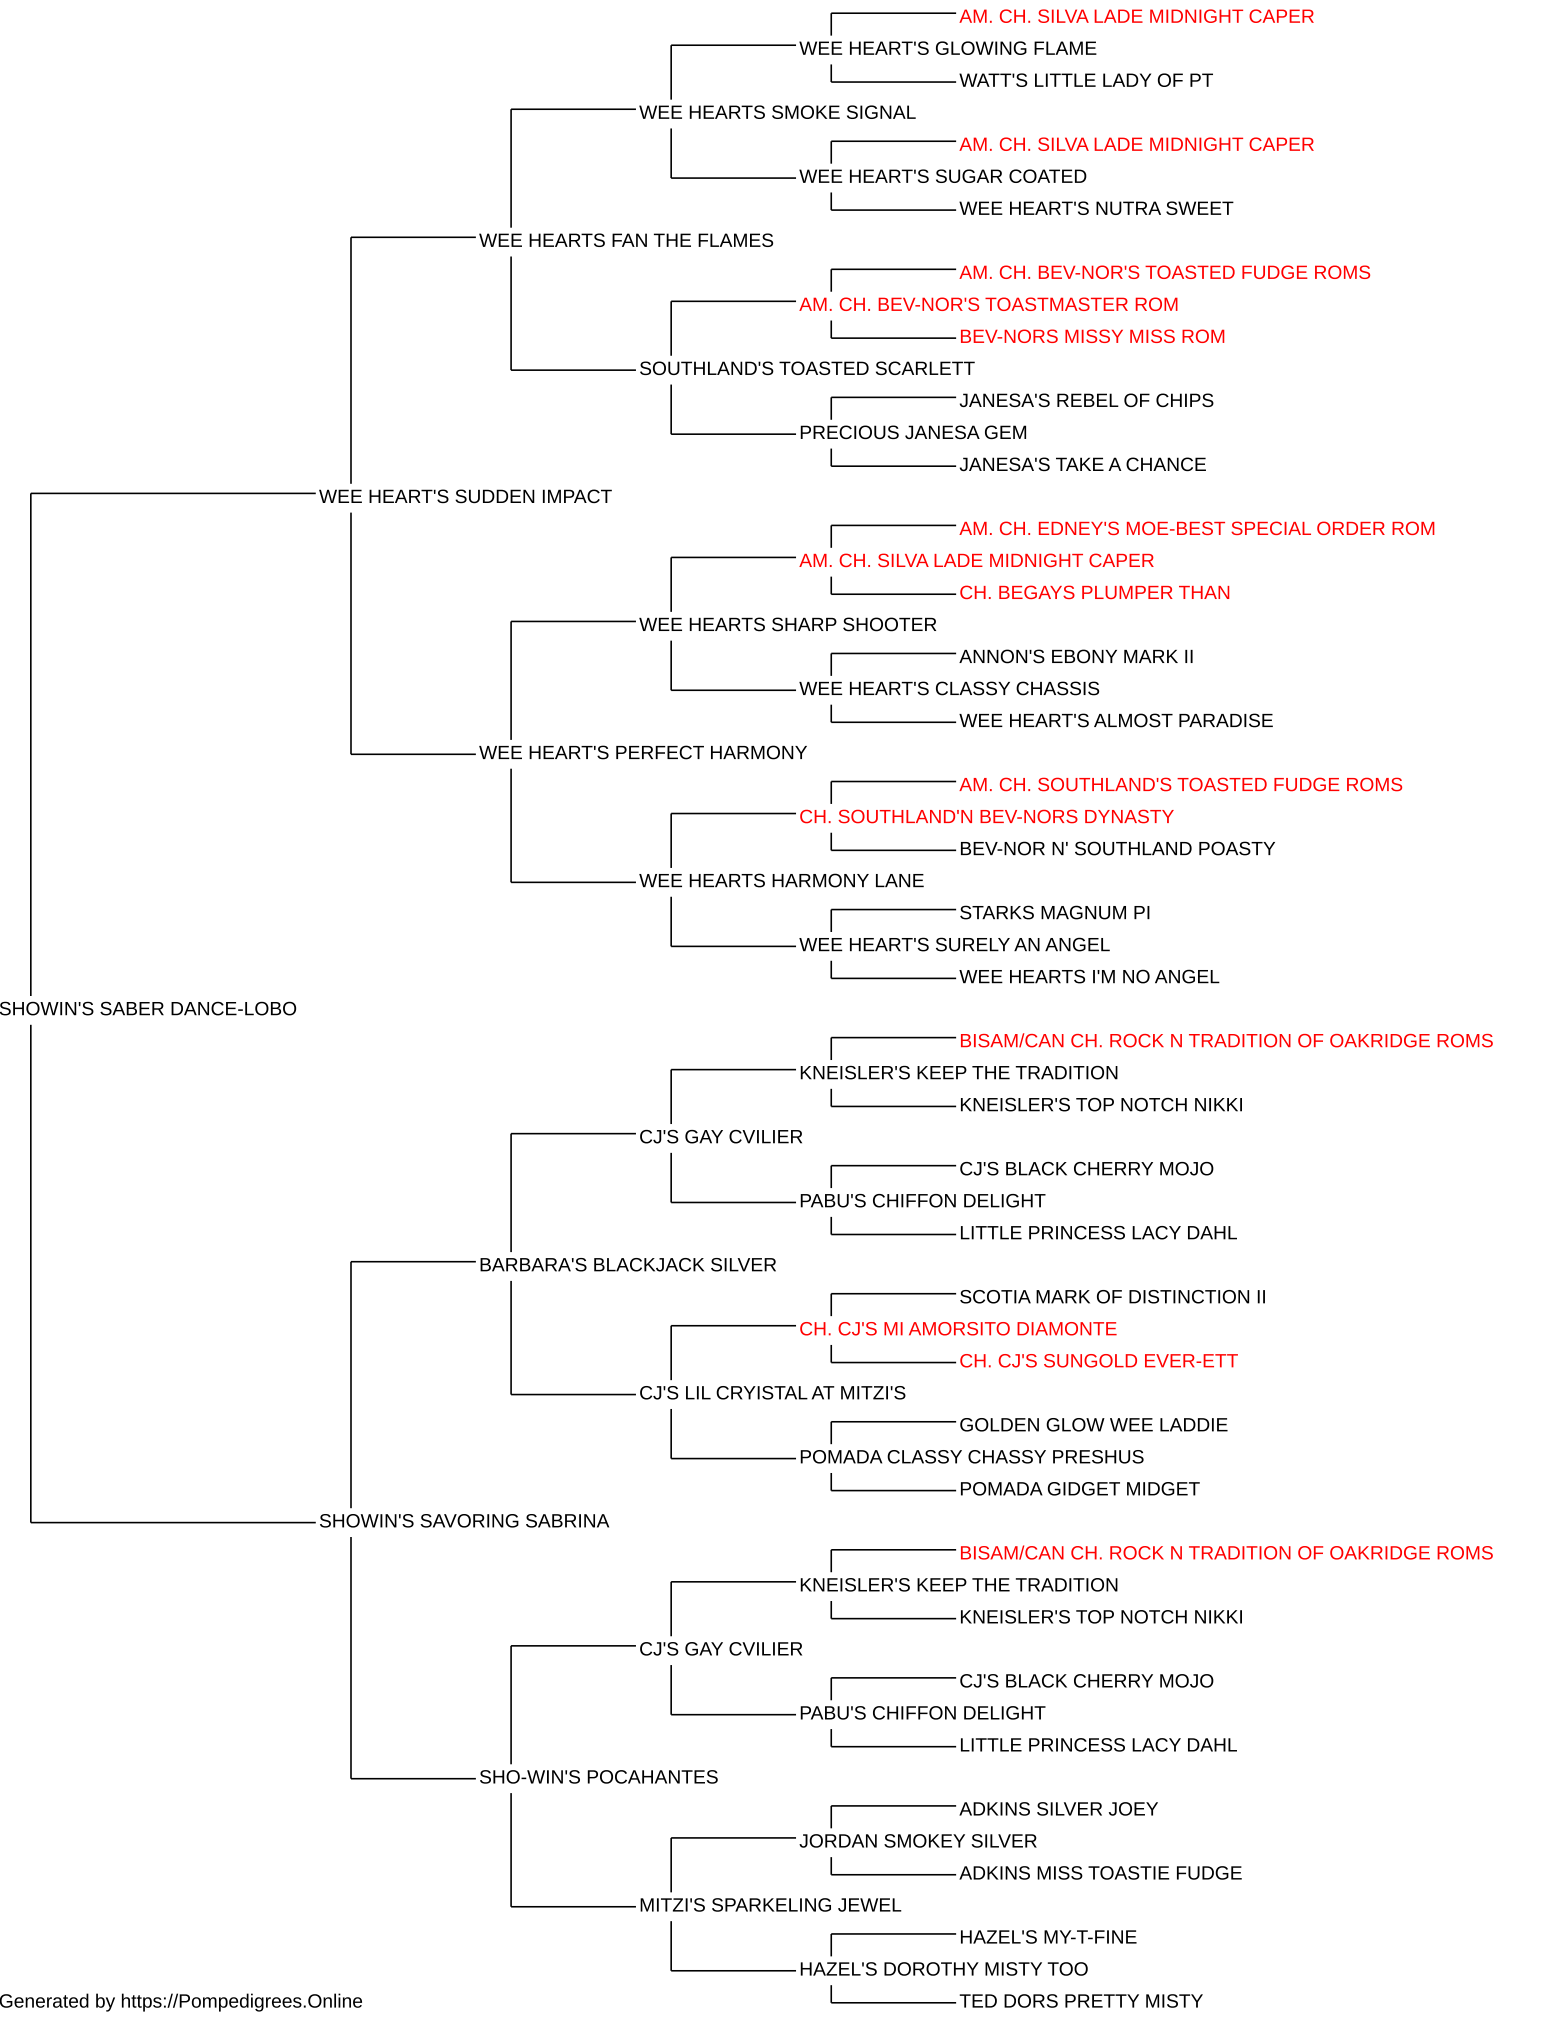 AM. CH. SILVA LADE MIDNIGHT CAPER
WEE HEART'S GLOWING FLAME
WATT'S LITTLE LADY OF PT
WEE HEARTS SMOKE SIGNAL
AM. CH. SILVA LADE MIDNIGHT CAPER
WEE HEART'S SUGAR COATED
WEE HEART'S NUTRA SWEET
WEE HEARTS FAN THE FLAMES
AM. CH. BEV-NOR'S TOASTED FUDGE ROMS
AM. CH. BEV-NOR'S TOASTMASTER ROM
BEV-NORS MISSY MISS ROM
SOUTHLAND'S TOASTED SCARLETT
JANESA'S REBEL OF CHIPS
PRECIOUS JANESA GEM
JANESA'S TAKE A CHANCE
WEE HEART'S SUDDEN IMPACT
AM. CH. EDNEY'S MOE-BEST SPECIAL ORDER ROM
AM. CH. SILVA LADE MIDNIGHT CAPER
CH. BEGAYS PLUMPER THAN
WEE HEARTS SHARP SHOOTER
ANNON'S EBONY MARK II
WEE HEART'S CLASSY CHASSIS
WEE HEART'S ALMOST PARADISE
WEE HEART'S PERFECT HARMONY
AM. CH. SOUTHLAND'S TOASTED FUDGE ROMS
CH. SOUTHLAND'N BEV-NORS DYNASTY
BEV-NOR N' SOUTHLAND POASTY
WEE HEARTS HARMONY LANE
STARKS MAGNUM PI
WEE HEART'S SURELY AN ANGEL
WEE HEARTS I'M NO ANGEL
SHOWIN'S SABER DANCE-LOBO
BISAM/CAN CH. ROCK N TRADITION OF OAKRIDGE ROMS
KNEISLER'S KEEP THE TRADITION
KNEISLER'S TOP NOTCH NIKKI
CJ'S GAY CVILIER
CJ'S BLACK CHERRY MOJO
PABU'S CHIFFON DELIGHT
LITTLE PRINCESS LACY DAHL
BARBARA'S BLACKJACK SILVER
SCOTIA MARK OF DISTINCTION II
CH. CJ'S MI AMORSITO DIAMONTE
CH. CJ'S SUNGOLD EVER-ETT
CJ'S LIL CRYISTAL AT MITZI'S
GOLDEN GLOW WEE LADDIE
POMADA CLASSY CHASSY PRESHUS
POMADA GIDGET MIDGET
SHOWIN'S SAVORING SABRINA
BISAM/CAN CH. ROCK N TRADITION OF OAKRIDGE ROMS
KNEISLER'S KEEP THE TRADITION
KNEISLER'S TOP NOTCH NIKKI
CJ'S GAY CVILIER
CJ'S BLACK CHERRY MOJO
PABU'S CHIFFON DELIGHT
LITTLE PRINCESS LACY DAHL
SHO-WIN'S POCAHANTES
ADKINS SILVER JOEY
JORDAN SMOKEY SILVER
ADKINS MISS TOASTIE FUDGE
MITZI'S SPARKELING JEWEL
HAZEL'S MY-T-FINE
HAZEL'S DOROTHY MISTY TOO
TED DORS PRETTY MISTY
Generated by https://Pompedigrees.Online